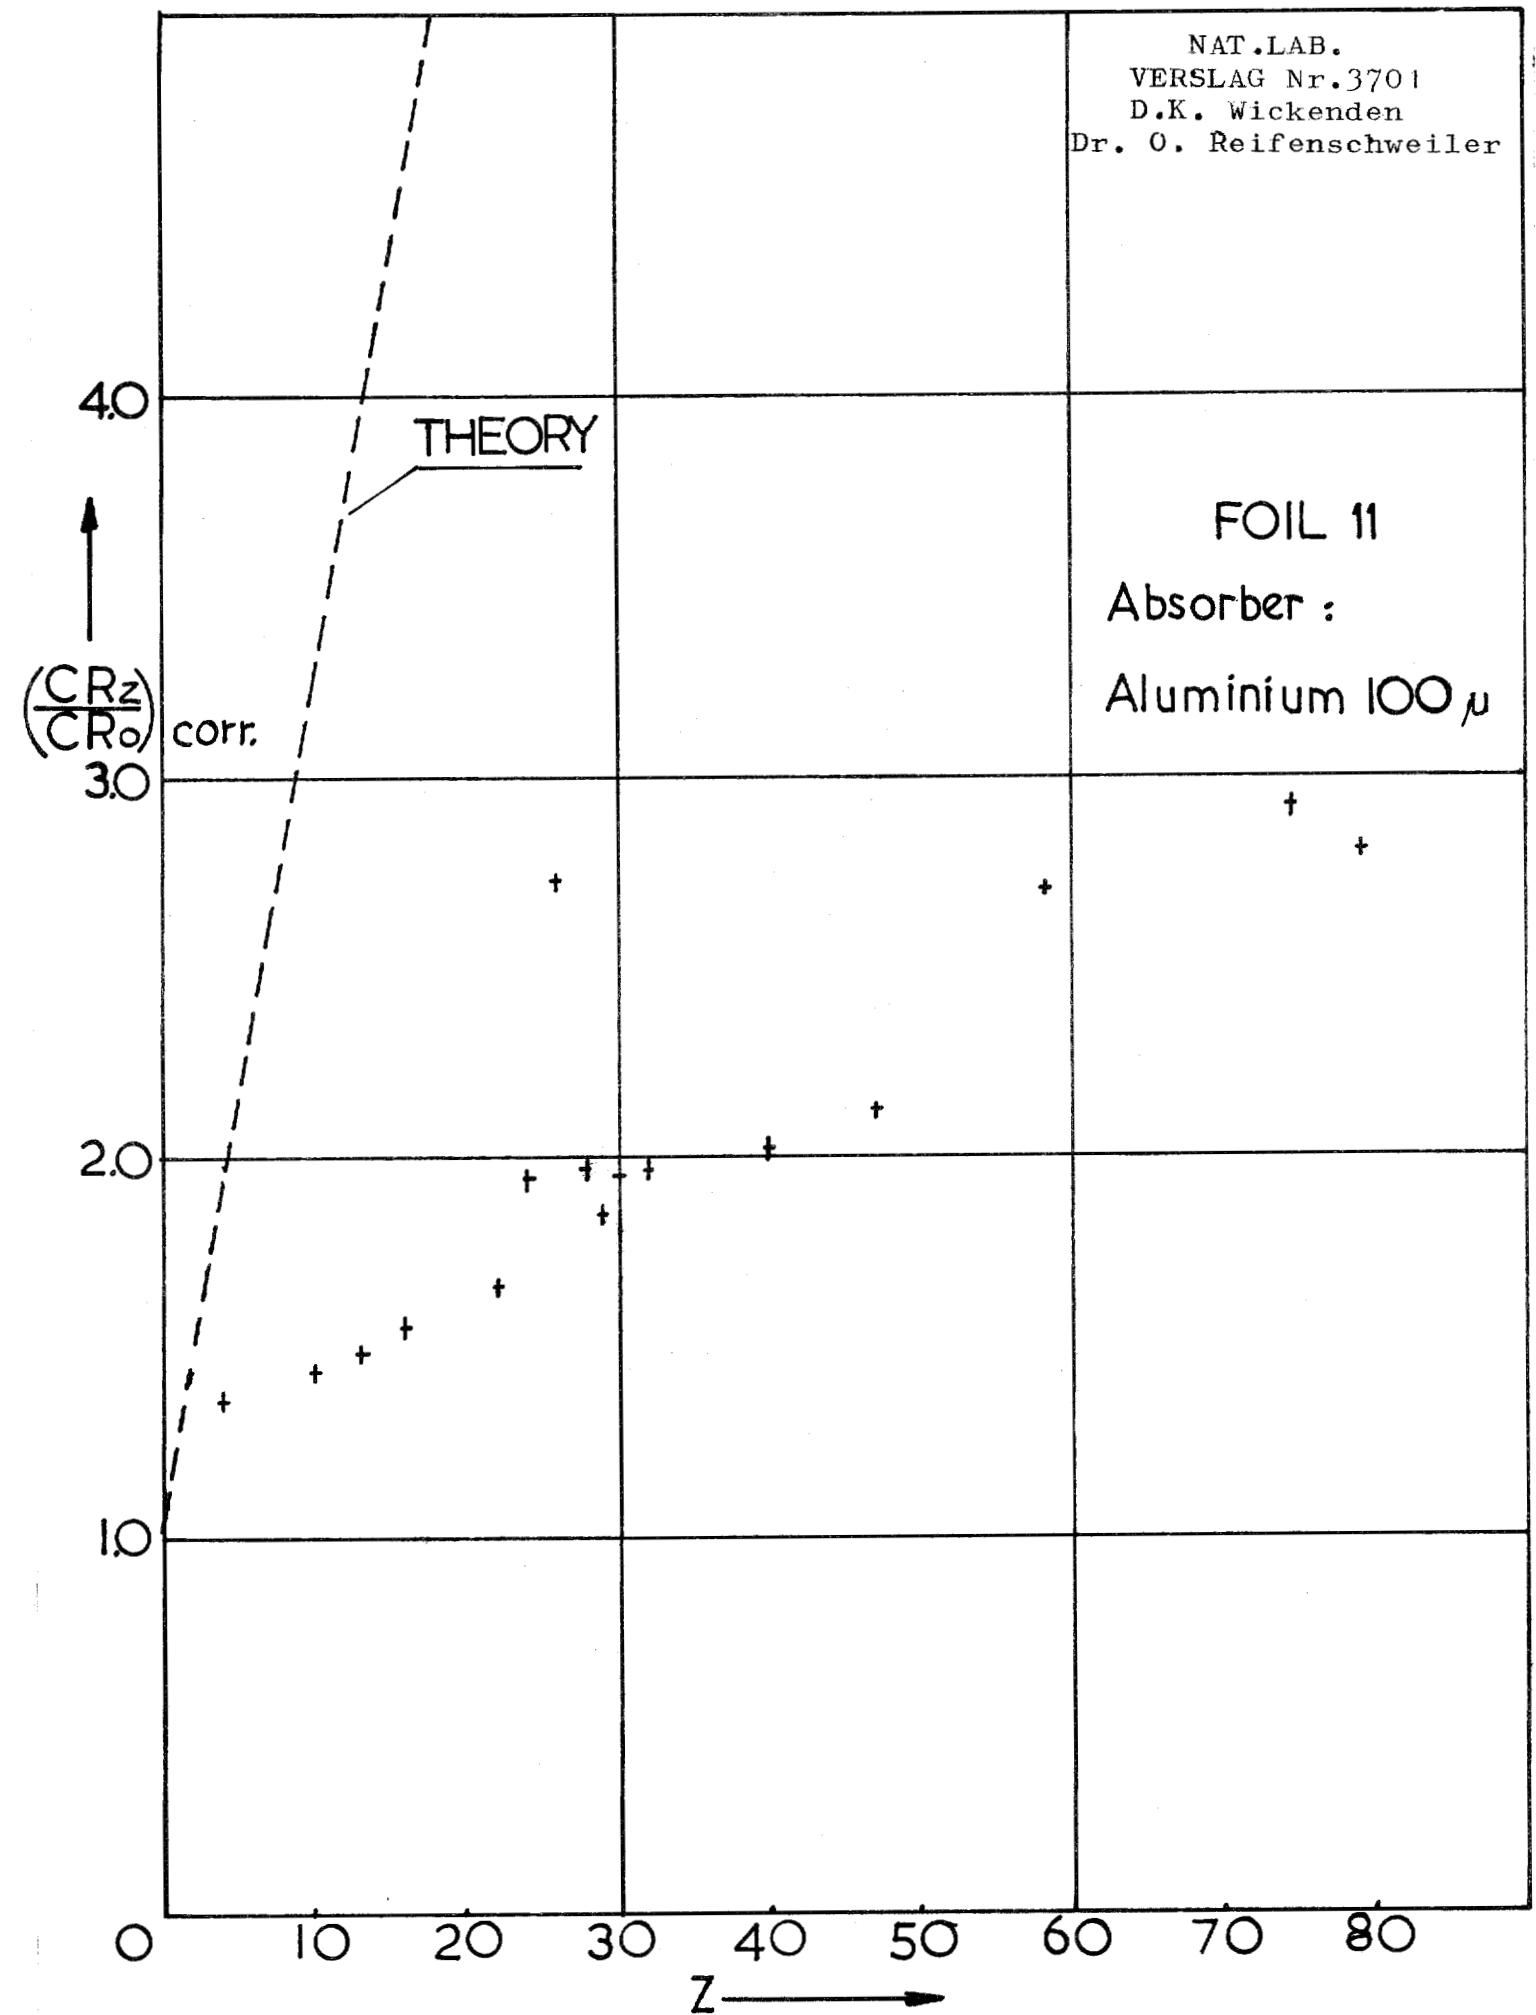 NAT.LAB.
VERSLAG Nr.3701
D.K. Wickenden
Dr. O. Reifenschweiler
4.0
THEORY
FOIL 11
Absorber :
Aluminium 100 μ
(CRz
CRo) corr.
3.0
2.0
1.0
0 10 20 30 40 50 60 70 80
Z